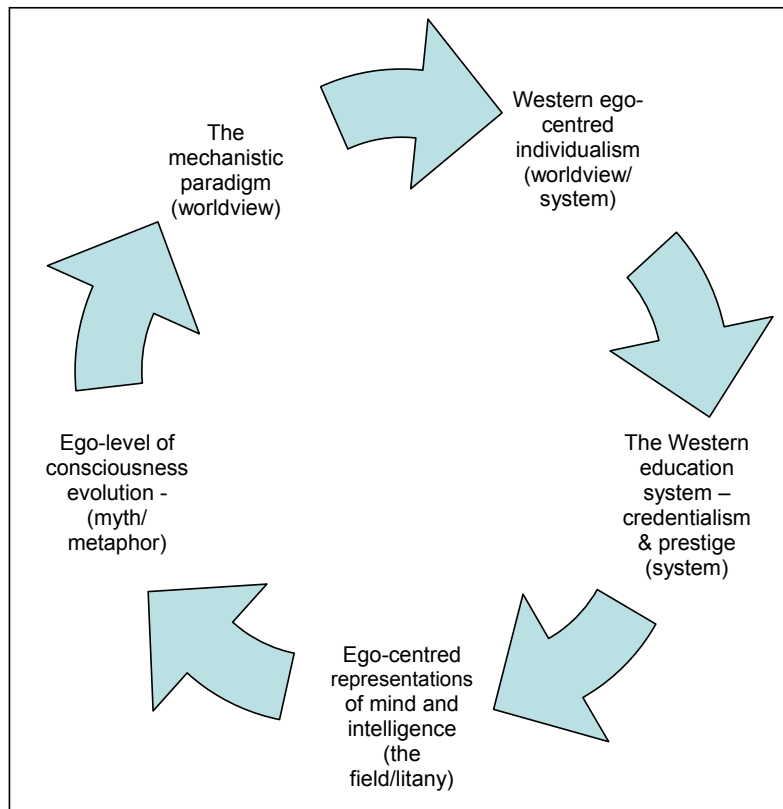 The
mechanistic
paradigm
(worldview)
Western ego-
centred
individualism
(worldview/
system)
The Western
education
system –
credentialism
& prestige
(system)
Ego-centred
representations
of mind and
intelligence
(the
field/litany)
Ego-level of
consciousness
evolution -
(myth/
metaphor)